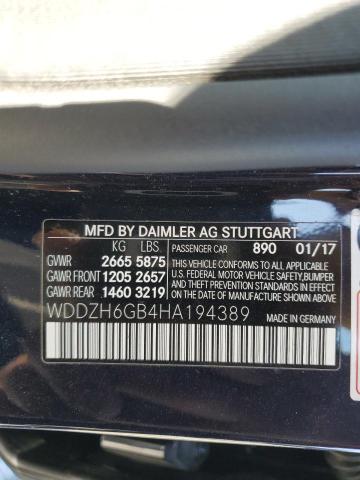 MFD BY DAIMLER AG STUTTGART
KG LBS. PASSENGER CAR 890 01/17
GVWR 2665 5875 THIS VEHICLE CONFORMS TO ALL APPLICABLE
GAWR FRONT 1205 2657 U.S. FEDERAL MOTOR VEHICLE SAFETY, BUMPER
GAWR REAR 1460 3219 AND THEFT PREVENTION STANDARDS IN EFFECT
ON THE DATE OF MANUFACTURE SHOWN ABOVE.
WDDZH6GB4HA194389 MADE IN GERMANY